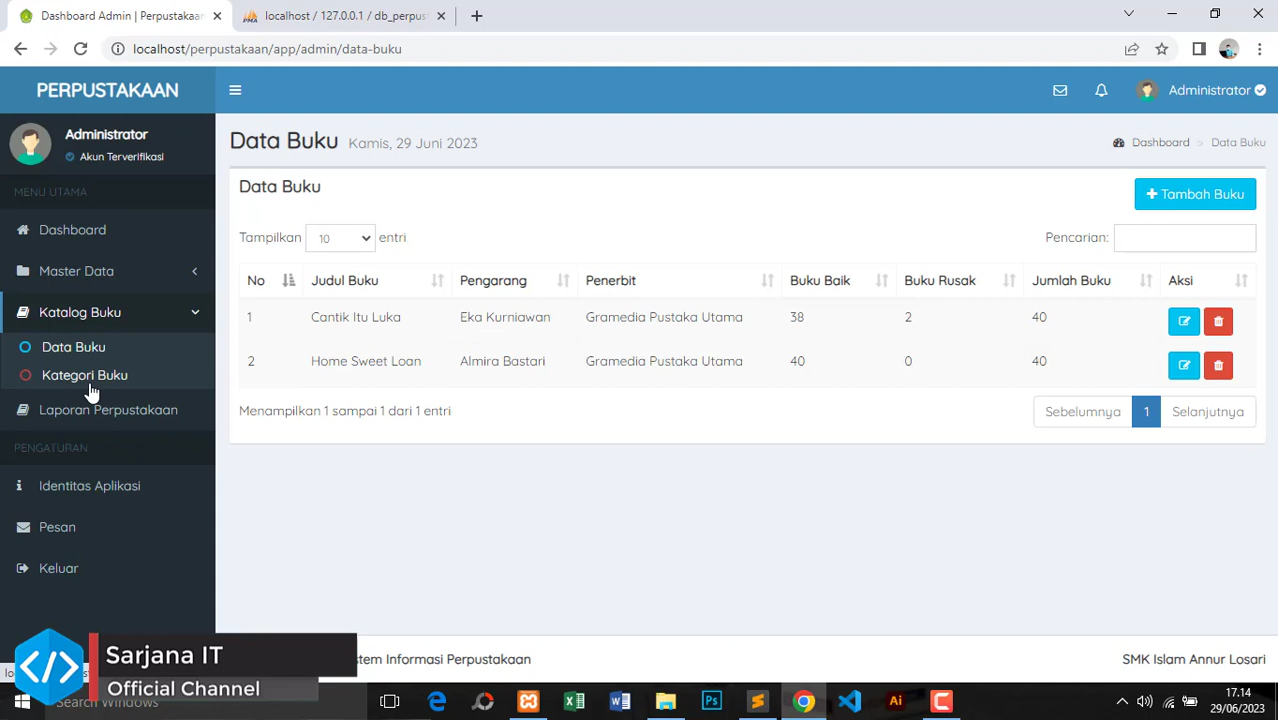 Dashboard Admin | Perpustakaan
localhost / 127.0.0.1 / db_perpust
localhost/perpustakaan/app/admin/data-buku
PERPUSTAKAAN
Administrator
Administrator
Akun Terverifikasi
MENU UTAMA
Dashboard
Master Data
Katalog Buku
Data Buku
Kategori Buku
Laporan Perpustakaan
PENGATURAN
Identitas Aplikasi
Pesan
Keluar
Data Buku Kamis, 29 Juni 2023
Dashboard > Data Buku
Data Buku
Tambah Buku
Tampilkan 10 entri
Pencarian:
No Judul Buku Pengarang Penerbit Buku Baik Buku Rusak Jumlah Buku Aksi
1 Cantik Itu Luka Eka Kurniawan Gramedia Pustaka Utama 38 2 40
2 Home Sweet Loan Almira Bastari Gramedia Pustaka Utama 40 0 40
Menampilkan 1 sampai 1 dari 1 entri
Sebelumnya 1 Selanjutnya
Sarjana IT
Official Channel
Informasi Perpustakaan
SMK Islam Annur Losari
Search Windows
17.14
29/06/2023